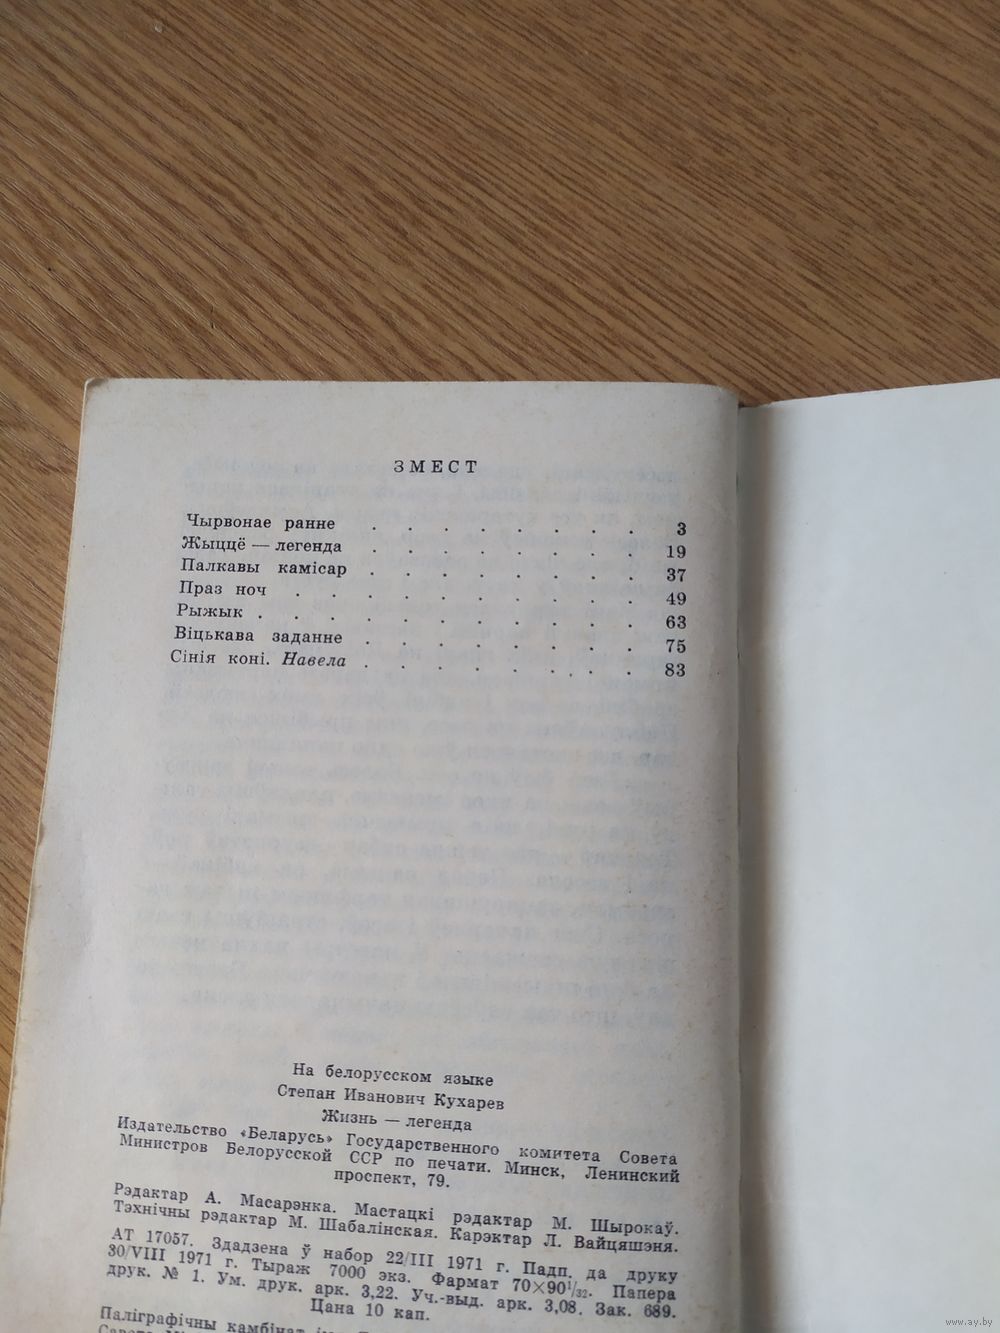 ЗМЕСТ
Чырвонае ранне . . . . . . . . . 3
Жыццё — легенда . . . . . . . . 19
Палкавы камісар . . . . . . . . 37
Праз ноч . . . . . . . . . . 49
Рыжык . . . . . . . . . . . 63
Віцькава заданне . . . . . . . . 75
Сінія коні. Навела . . . . . . . . 83
На белорусском языке
Степан Иванович Кухарев
Жизнь — легенда
Издательство «Беларусь» Государственного комитета Совета
Министров Белорусской ССР по печати. Минск, Ленинский
проспект, 79.
Рэдактар А. Масарэнка. Мастацкі рэдактар М. Шырокаў.
Тэхнічны рэдактар М. Шабалінская. Карэктар Л. Вайцяшэня.
АТ 17057. Здадзена ў набор 22/III 1971 г. Падп. да друку
30/VIII 1971 г. Тыраж 7000 экз. Фармат 70×90¹/₃₂. Папера
друк. № 1. Ум. друк. арк. 3,22. Уч.-выд. арк. 3,08. Зак. 689.
Цана 10 кап.
Паліграфічны камбінат
www.ay.by